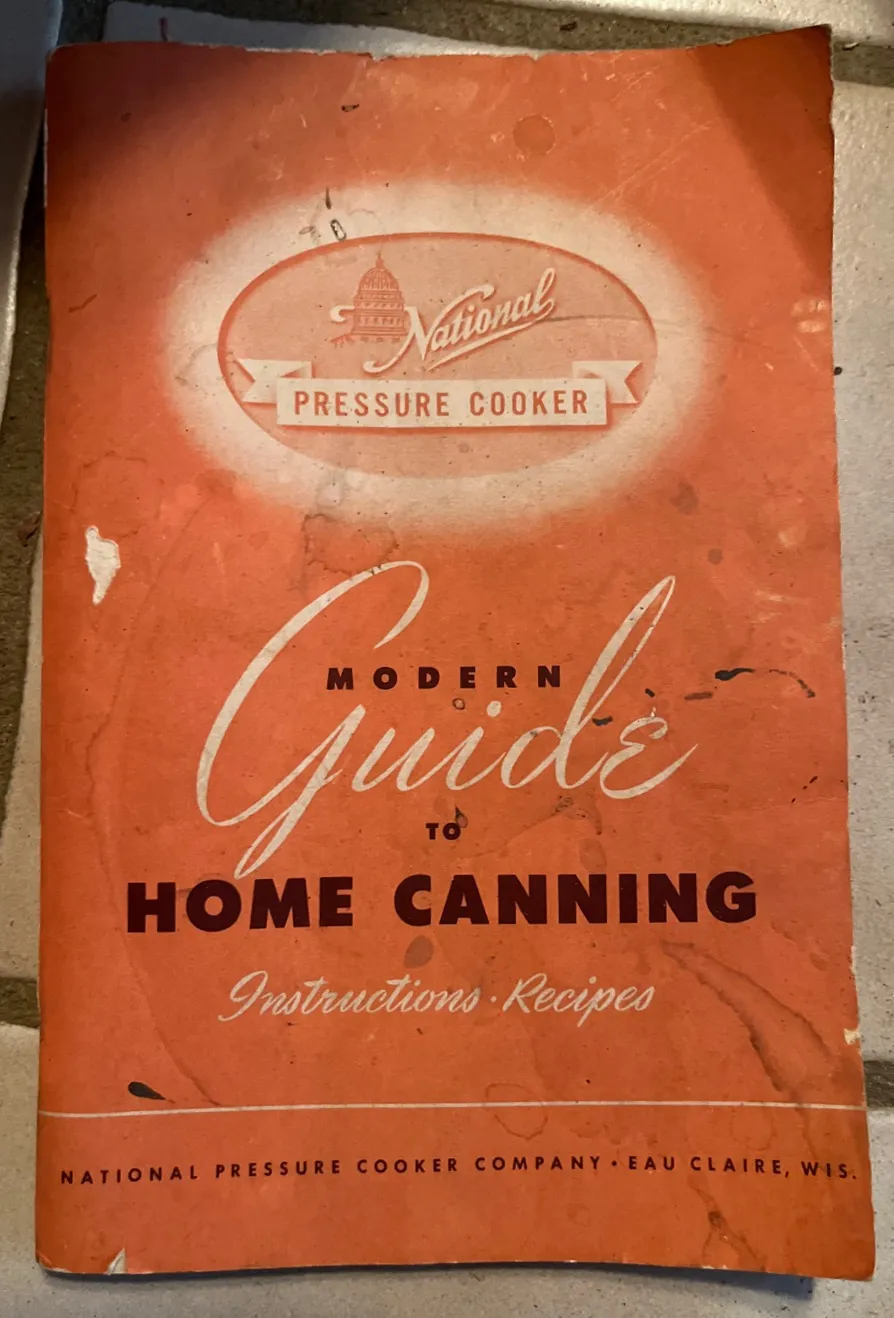 National
PRESSURE COOKER
MODERN
Guide
TO
HOME CANNING
Instructions · Recipes
NATIONAL PRESSURE COOKER COMPANY · EAU CLAIRE, WIS.